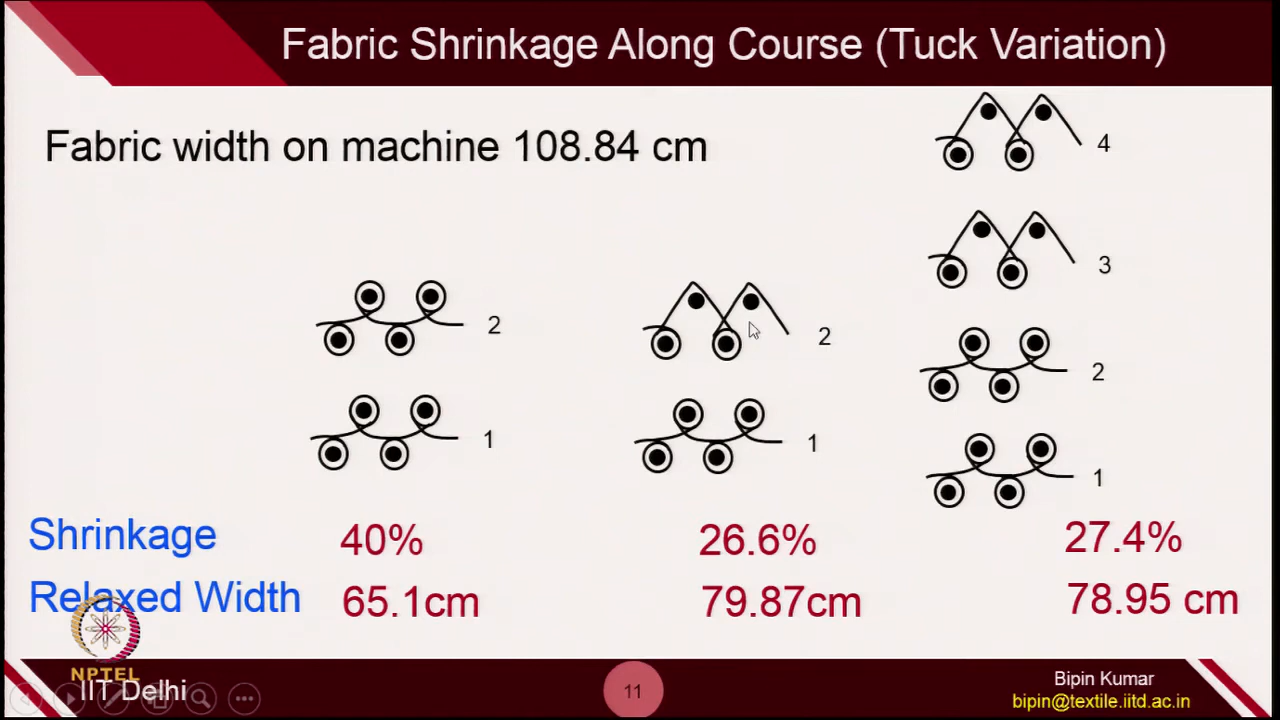 Fabric Shrinkage Along Course (Tuck Variation)
Fabric width on machine 108.84 cm
4
3
2
2
2
1
1
1
Shrinkage 40% 26.6% 27.4%
Relaxed Width 65.1cm 79.87cm 78.95 cm
NPTEL
IIT Delhi
11
Bipin Kumar
bipin@textile.iitd.ac.in